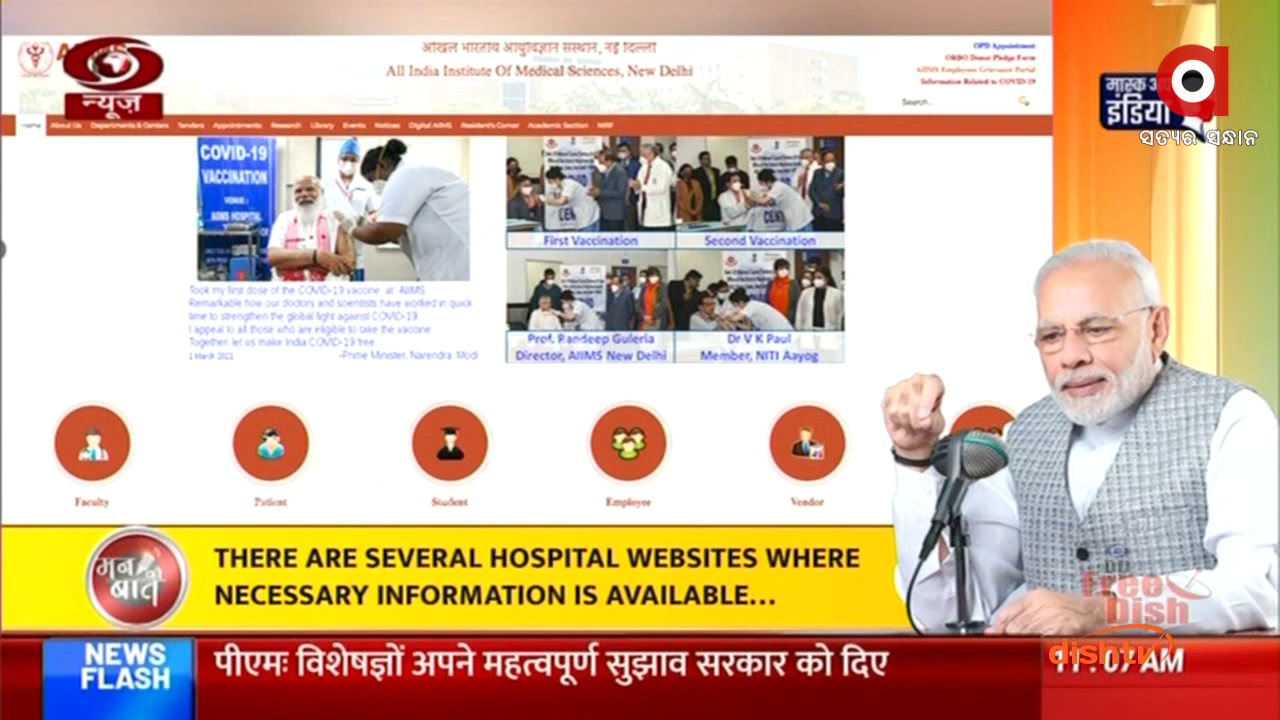 न्यूज़
अखिल भारतीय आयुर्विज्ञान संस्थान, नई दिल्ली
All India Institute Of Medical Sciences, New Delhi
OPD Appointment
ORBO Donor Pledge Form
AIIMS Employees Grievance Portal
Information Related to COVID-19
Search...
मास्क
इंडिया
ସତ୍ୟର ସନ୍ଧାନ
Home About Us Departments & Centers Tenders Appointments Research Library Events Notices Digital AIIMS Resident's Corner Academic Section NIRF
COVID-19
VACCINATION
VENUE :
AIIMS HOSPITAL
First Vaccination
Second Vaccination
Took my first dose of the COVID-19 vaccine at AIIMS
Remarkable how our doctors and scientists have worked in quick
time to strengthen the global fight against COVID-19.
I appeal to all those who are eligible to take the vaccine
Together, let us make India COVID-19 free
1 March 2021 -Prime Minister, Narendra Modi
Prof. Randeep Guleria
Director, AIIMS New Delhi
Dr V K Paul
Member, NITI Aayog
Faculty
Patient
Student
Employee
Vendor
मन की बात
THERE ARE SEVERAL HOSPITAL WEBSITES WHERE
NECESSARY INFORMATION IS AVAILABLE...
DD
free
Dish
dishtv
NEWS
FLASH
पीएमः विशेषज्ञों अपने महत्वपूर्ण सुझाव सरकार को दिए
11:07 AM